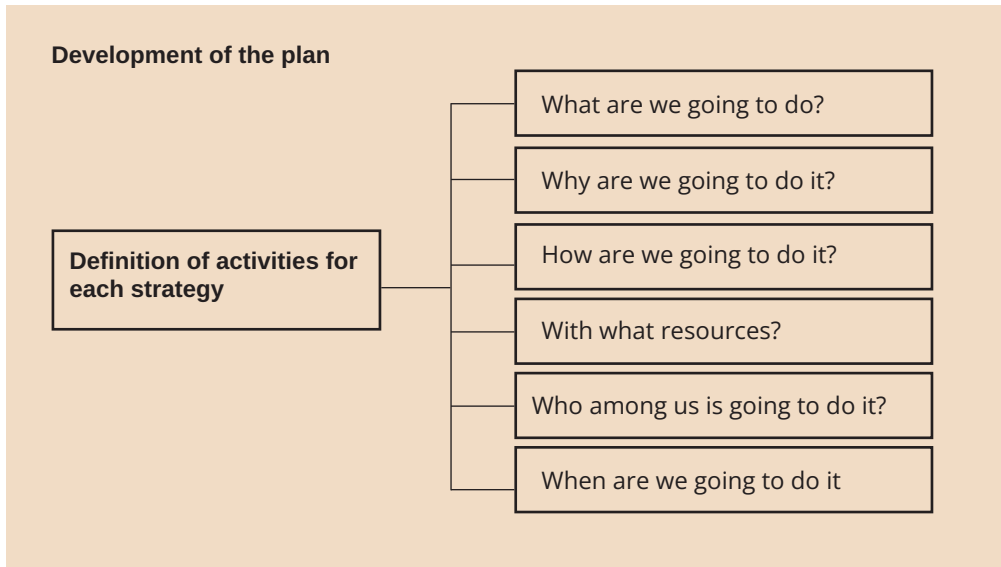 Development of the plan
What are we going to do?
Why are we going to do it?
Definition of activities for
each strategy
How are we going to do it?
With what resources?
Who among us is going to do it?
When are we going to do it